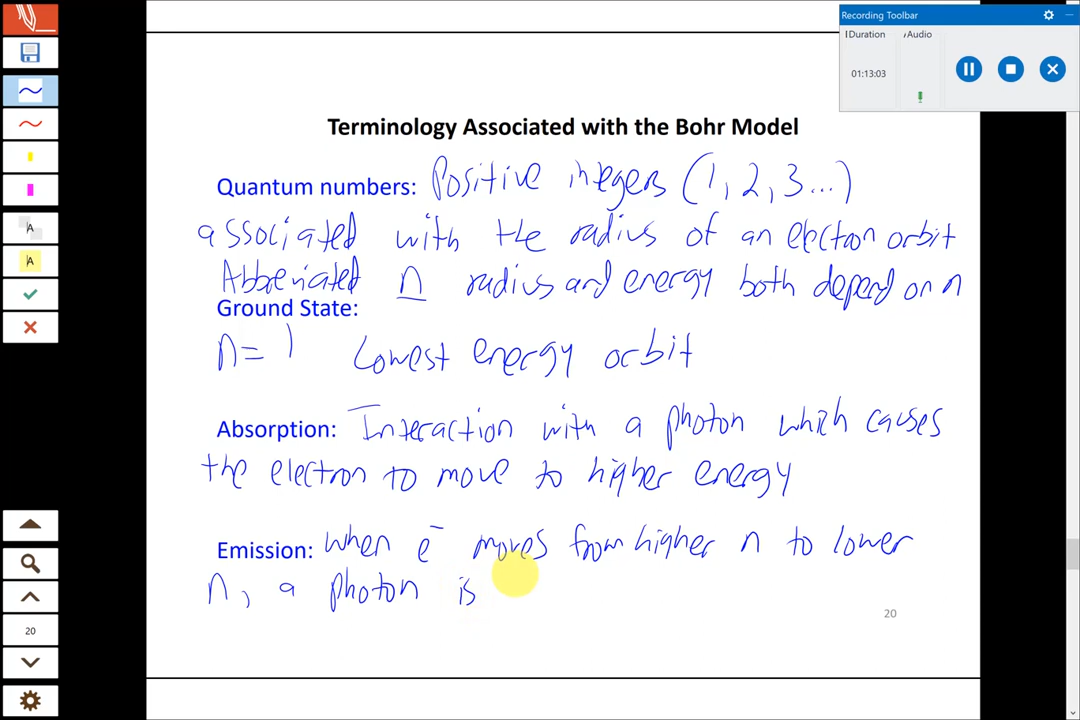 Recording Toolbar
Duration
Audio
01:13:03
Terminology Associated with the Bohr Model
Quantum numbers: Positive integers (1, 2, 3...)
associated with the radius of an electron orbit
Abbreviated n radius and energy both depend on n
Ground State:
n = 1 Lowest energy orbit
Absorption: Interaction with a photon which causes
the electron to move to higher energy
Emission: when e⁻ moves from higher n to lower
n, a photon is
20
A
A
20